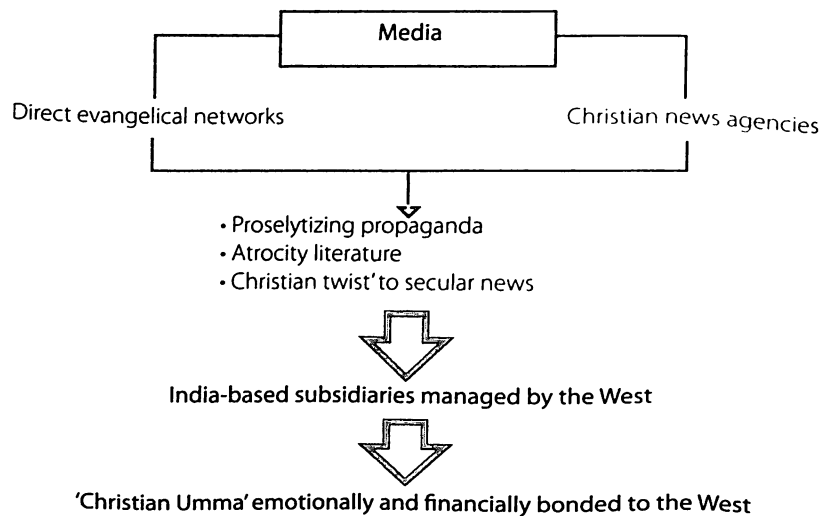 Media
Direct evangelical networks
Christian news agencies
• Proselytizing propaganda
• Atrocity literature
• Christian twist' to secular news
India-based subsidiaries managed by the West
'Christian Umma' emotionally and financially bonded to the West